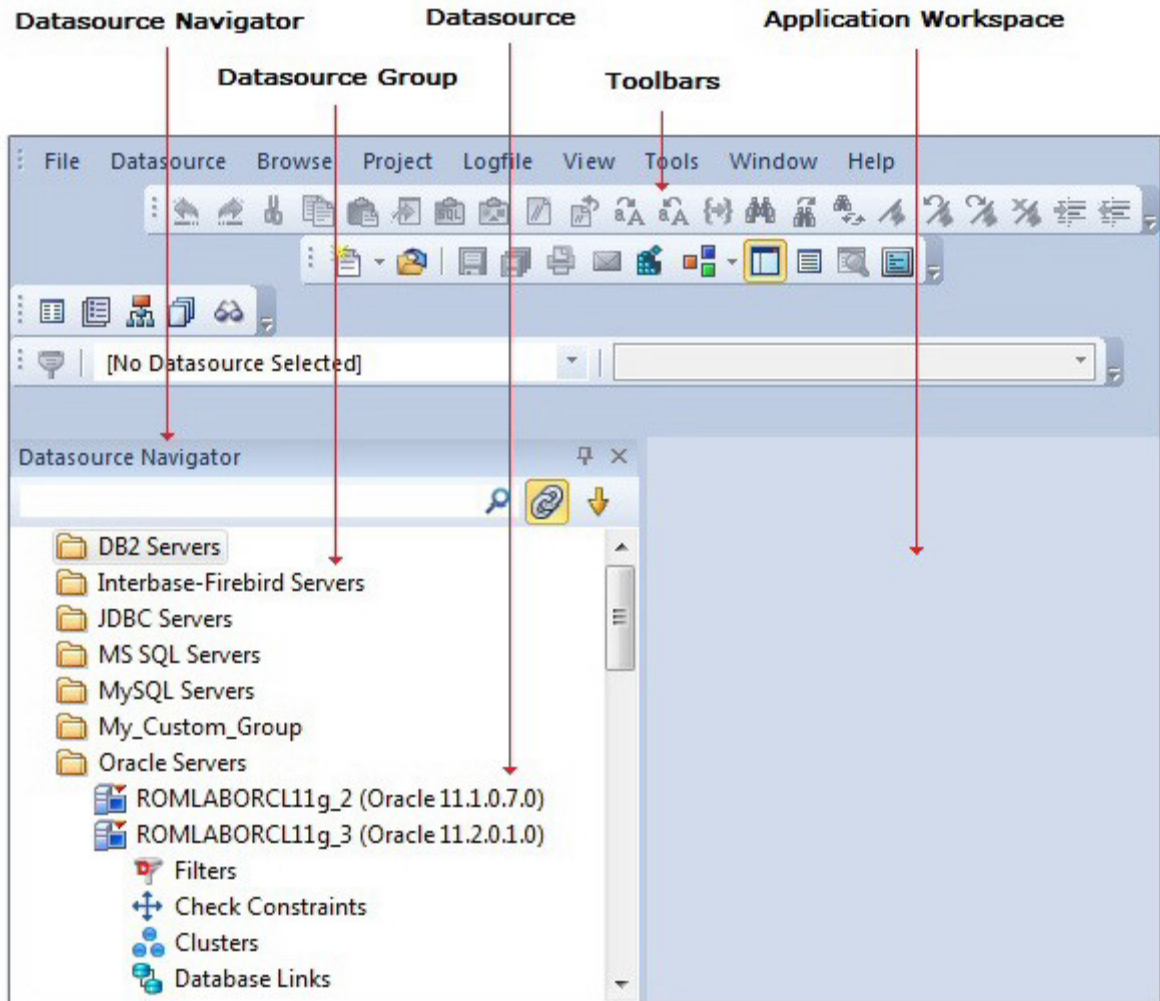 Datasource Navigator
Datasource
Application Workspace
Datasource Group
Toolbars
File Datasource Browse Project Logfile View Tools Window Help
[No Datasource Selected]
Datasource Navigator
DB2 Servers
Interbase-Firebird Servers
JDBC Servers
MS SQL Servers
MySQL Servers
My_Custom_Group
Oracle Servers
ROMLABORCL11g_2 (Oracle 11.1.0.7.0)
ROMLABORCL11g_3 (Oracle 11.2.0.1.0)
Filters
Check Constraints
Clusters
Database Links